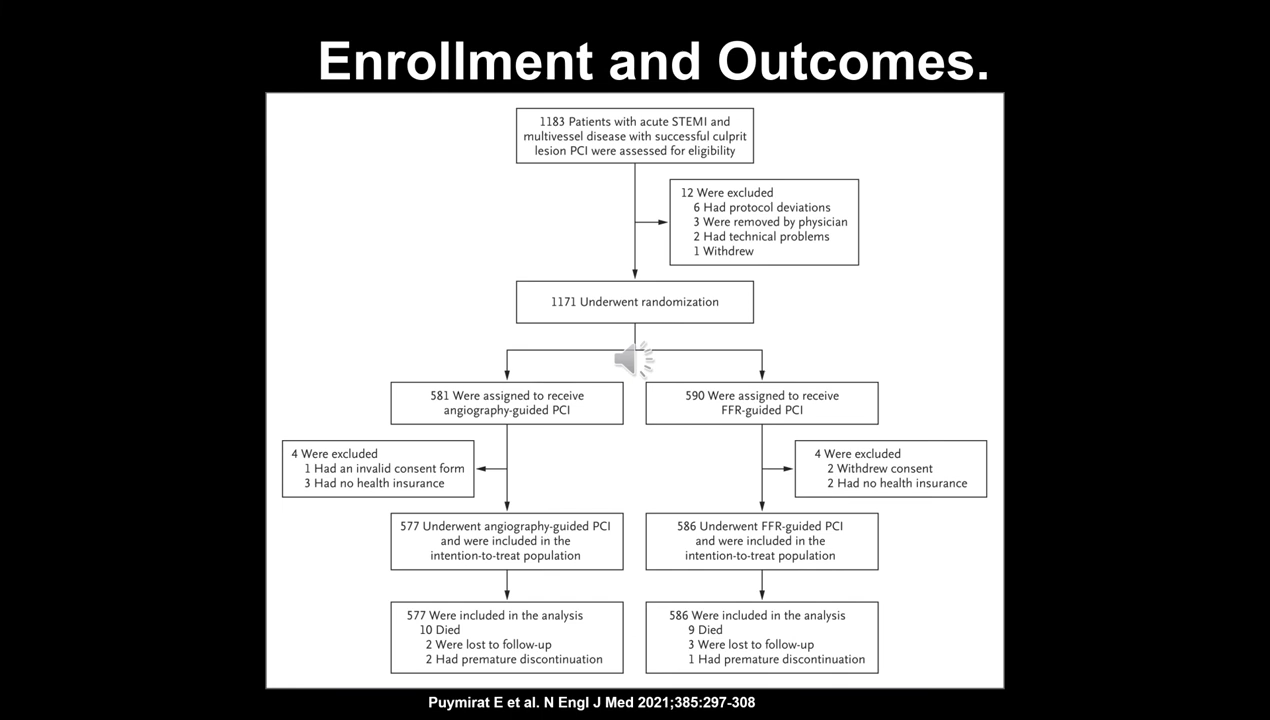 Enrollment and Outcomes.
1183 Patients with acute STEMI and
multivessel disease with successful culprit
lesion PCI were assessed for eligibility
12 Were excluded
6 Had protocol deviations
3 Were removed by physician
2 Had technical problems
1 Withdrew
1171 Underwent randomization
581 Were assigned to receive
angiography-guided PCI
590 Were assigned to receive
FFR-guided PCI
4 Were excluded
1 Had an invalid consent form
3 Had no health insurance
4 Were excluded
2 Withdrew consent
2 Had no health insurance
577 Underwent angiography-guided PCI
and were included in the
intention-to-treat population
586 Underwent FFR-guided PCI
and were included in the
intention-to-treat population
577 Were included in the analysis
10 Died
2 Were lost to follow-up
2 Had premature discontinuation
586 Were included in the analysis
9 Died
3 Were lost to follow-up
1 Had premature discontinuation
Puymirat E et al. N Engl J Med 2021;385:297-308